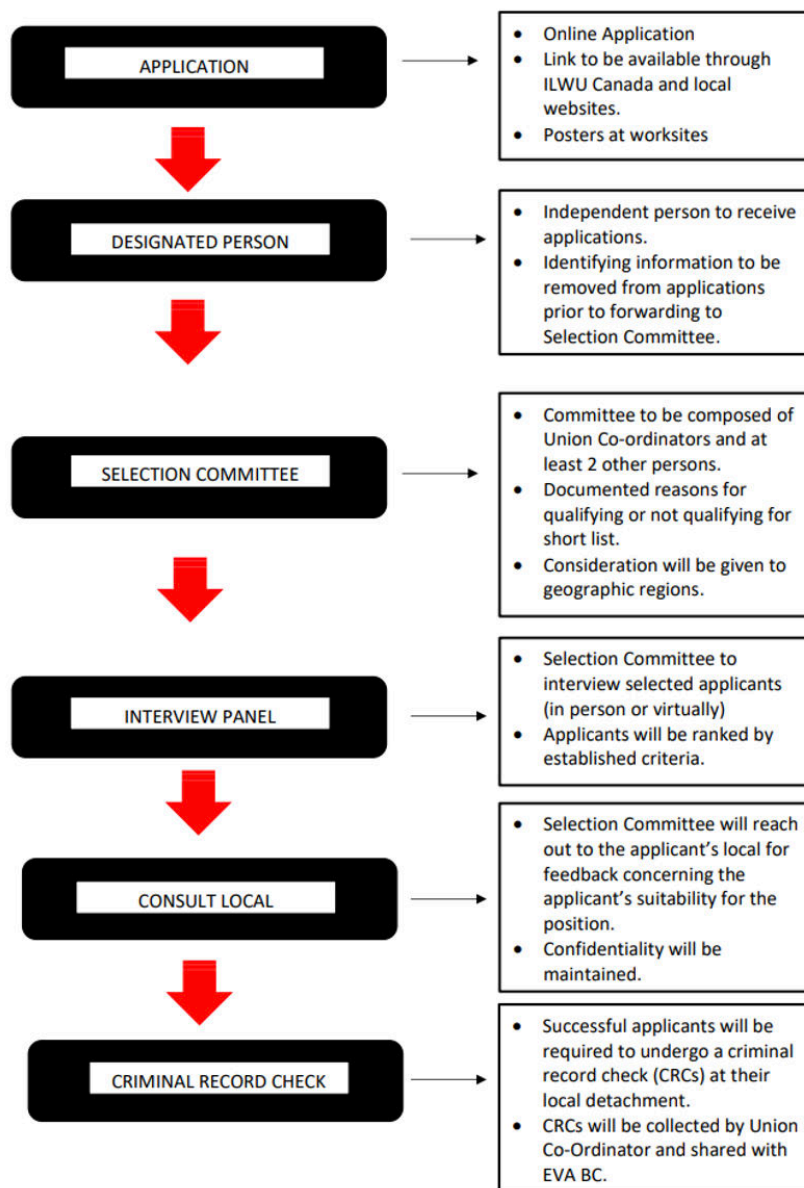 APPLICATION
• Online Application
• Link to be available through
ILWU Canada and local
websites.
• Posters at worksites
DESIGNATED PERSON
• Independent person to receive
applications.
• Identifying information to be
removed from applications
prior to forwarding to
Selection Committee.
SELECTION COMMITTEE
• Committee to be composed of
Union Co-ordinators and at
least 2 other persons.
• Documented reasons for
qualifying or not qualifying for
short list.
• Consideration will be given to
geographic regions.
INTERVIEW PANEL
• Selection Committee to
interview selected applicants
(in person or virtually)
• Applicants will be ranked by
established criteria.
CONSULT LOCAL
• Selection Committee will reach
out to the applicant's local for
feedback concerning the
applicant's suitability for the
position.
• Confidentiality will be
maintained.
CRIMINAL RECORD CHECK
• Successful applicants will be
required to undergo a criminal
record check (CRCs) at their
local detachment.
• CRCs will be collected by Union
Co-Ordinator and shared with
EVA BC.